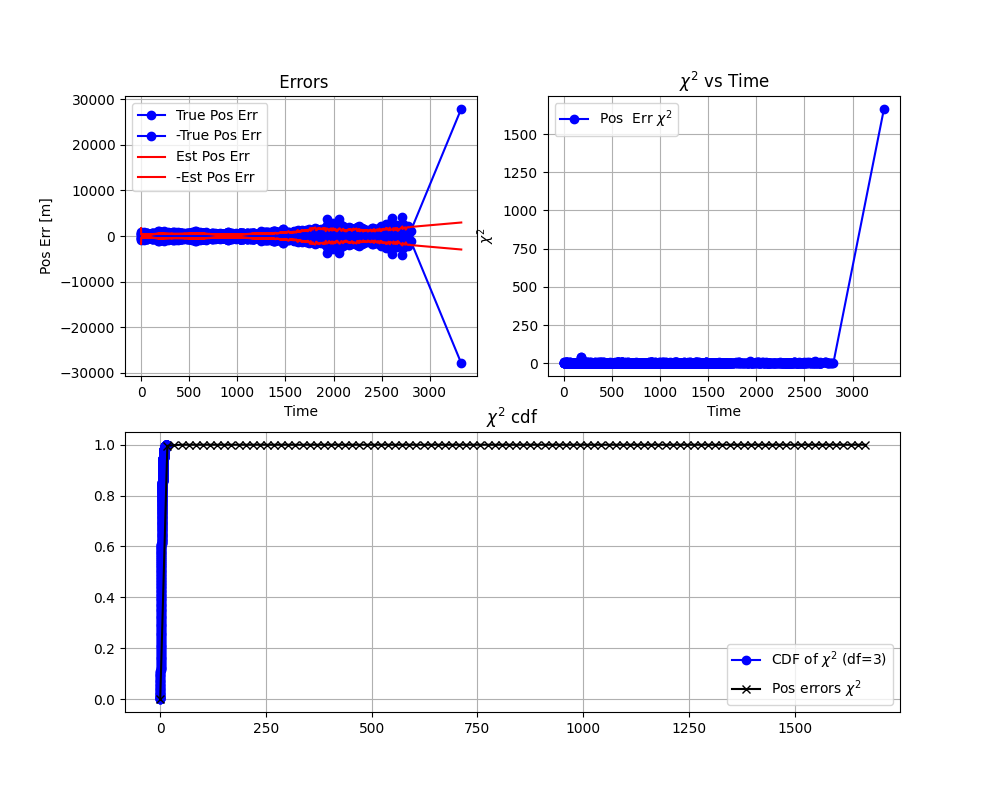 Errors
30000
20000
10000
0
−10000
−20000
−30000
Pos Err [m]
True Pos Err
-True Pos Err
Est Pos Err
-Est Pos Err
0 500 1000 1500 2000 2500 3000
Time
χ² vs Time
1500
1250
1000
750
500
250
0
χ²
Pos Err χ²
0 500 1000 1500 2000 2500 3000
Time
χ² cdf
1.0
0.8
0.6
0.4
0.2
0.0
CDF of χ² (df=3)
Pos errors χ²
0 250 500 750 1000 1250 1500